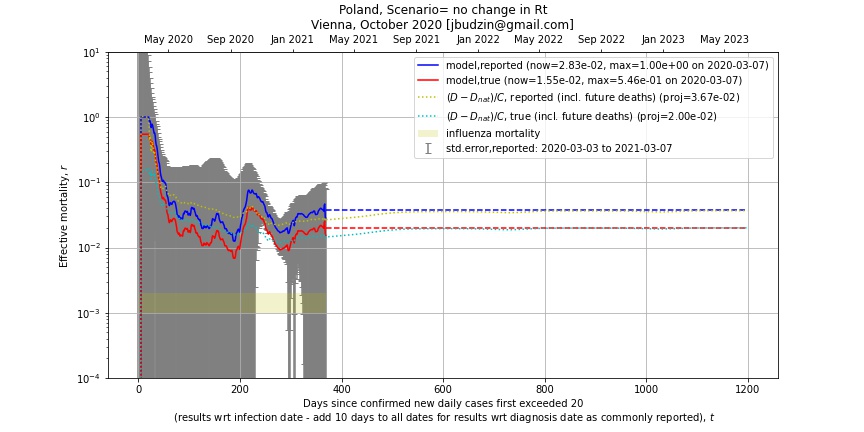 Poland, Scenario= no change in Rt
Vienna, October 2020 [jbudzin@gmail.com]
May 2020 Sep 2020 Jan 2021 May 2021 Sep 2021 Jan 2022 May 2022 Sep 2022 Jan 2023 May 2023
model,reported (now=2.83e-02, max=1.00e+00 on 2020-03-07)
model,true (now=1.55e-02, max=5.46e-01 on 2020-03-07)
(D − D_nat)/C, reported (incl. future deaths) (proj=3.67e-02)
(D − D_nat)/C, true (incl. future deaths) (proj=2.00e-02)
influenza mortality
std.error,reported: 2020-03-03 to 2021-03-07
Effective mortality, r
10^1
10^0
10^−1
10^−2
10^−3
10^−4
0 200 400 600 800 1000 1200
Days since confirmed new daily cases first exceeded 20
(results wrt infection date - add 10 days to all dates for results wrt diagnosis date as commonly reported), t